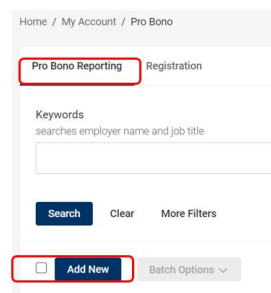 Home / My Account / Pro Bono
Pro Bono Reporting Registration
Keywords
searches employer name and job title
Search Clear More Filters
Add New Batch Options